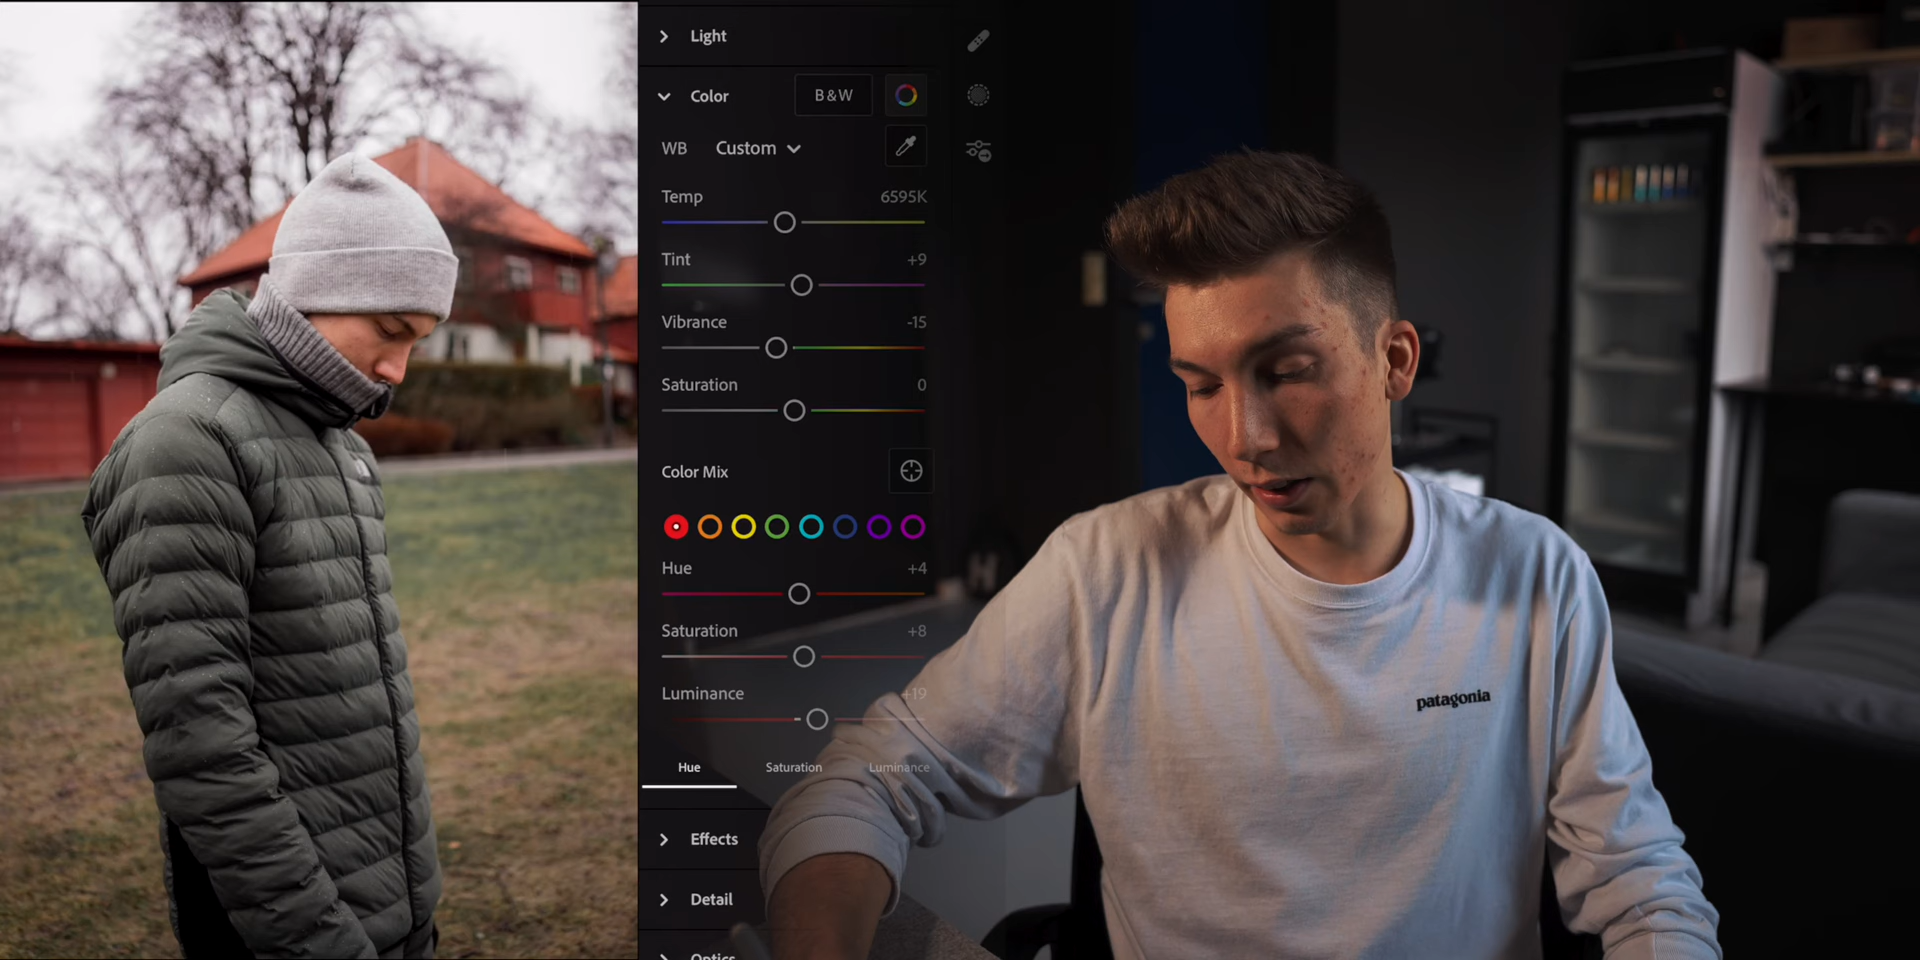 Light
Color B&W
WB Custom
Temp 6595K
Tint +9
Vibrance -15
Saturation 0
Color Mix
Hue +4
Saturation +8
Luminance +19
Hue Saturation Luminance
Effects
Detail
Optics
patagonia